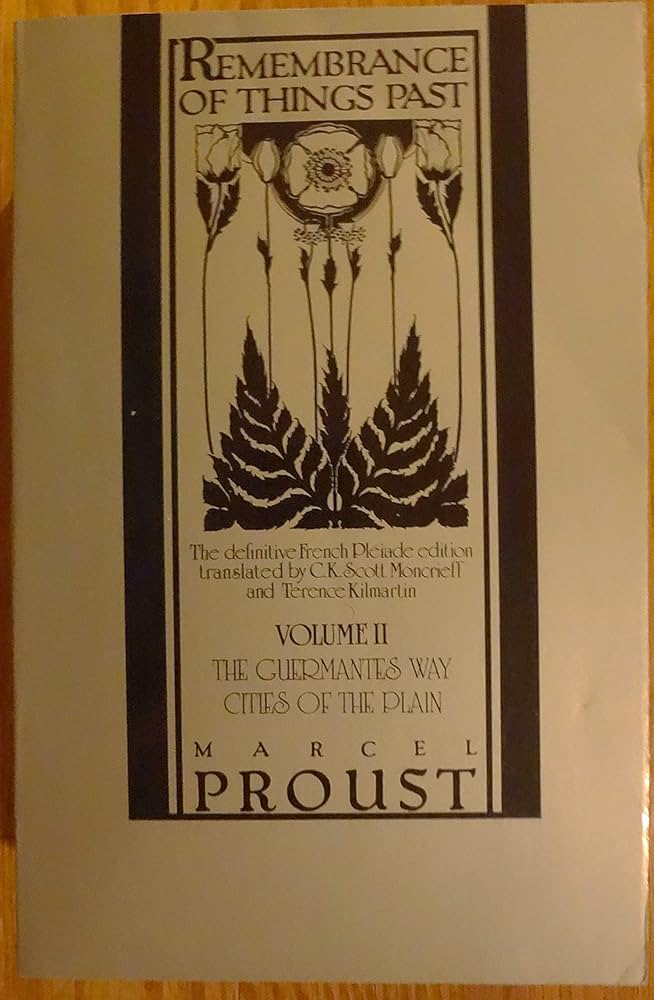 REMEMBRANCE
OF THINGS PAST
The definitive French Pléiade edition
translated by C.K. Scott Moncrieff
and Terence Kilmartin
VOLUME II
THE GUERMANTES WAY
CITIES OF THE PLAIN
MARCEL
PROUST